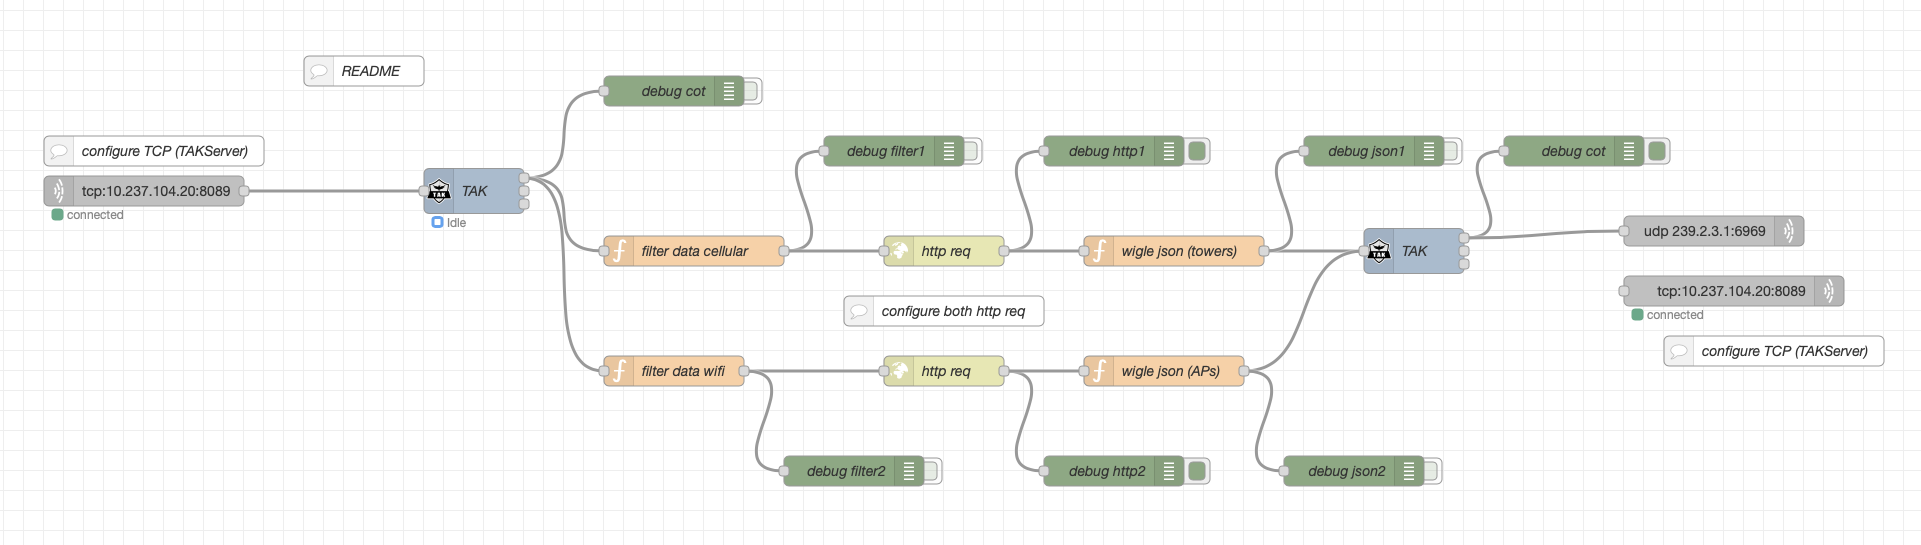 README
debug cot
configure TCP (TAKServer)
debug filter1
debug http1
debug json1
debug cot
tcp:10.237.104.20:8089
connected
TAK
TAK
Idle
filter data cellular
http req
wigle json (towers)
TAK
TAK
udp 239.2.3.1:6969
tcp:10.237.104.20:8089
connected
configure both http req
configure TCP (TAKServer)
filter data wifi
http req
wigle json (APs)
debug filter2
debug http2
debug json2